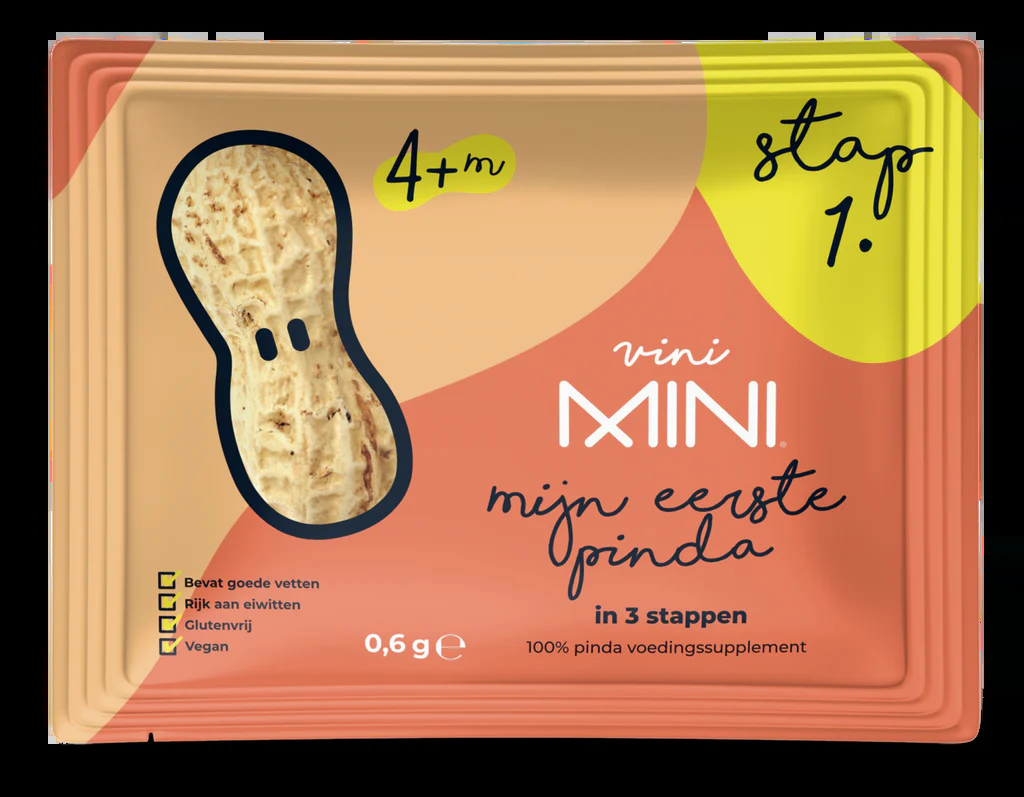 4+m
stap
1.
vini
MINI®
mijn eerste
pinda
in 3 stappen
100% pinda voedingssupplement
Bevat goede vetten
Rijk aan eiwitten
Glutenvrij
Vegan
0,6 g ℮